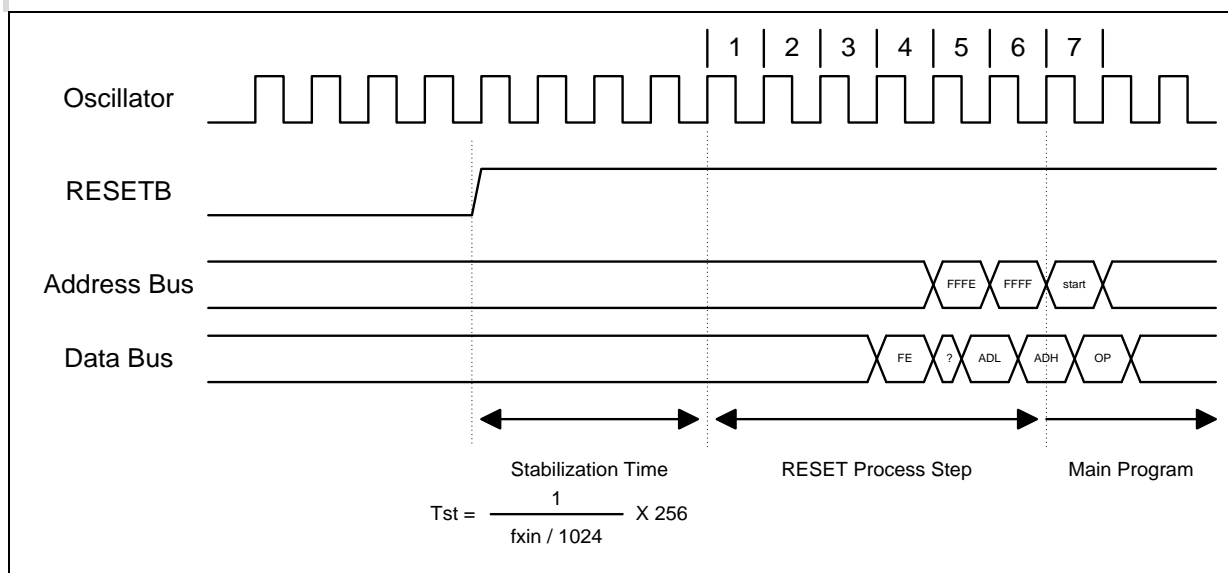 1 2 3 4 5 6 7
Oscillator
RESETB
Address Bus
FFFE FFFF start
Data Bus
FE ? ADL ADH OP
Stabilization Time RESET Process Step Main Program
Tst = 1 X 256
fxin / 1024